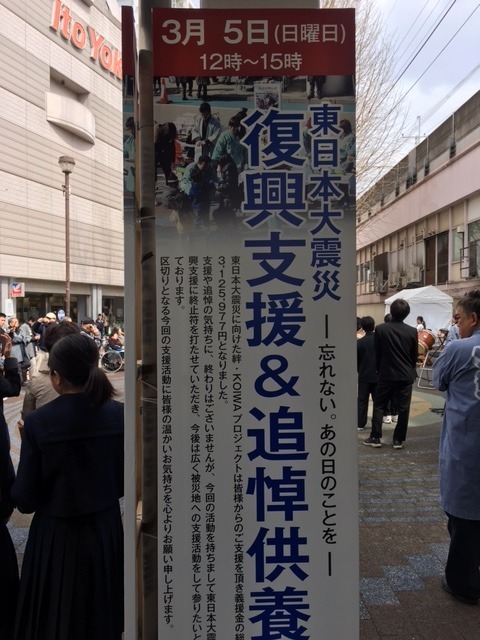 Ito Yok
3月 5日(日曜日)
12時〜15時
東日本大震災 ― 忘れない。あの日のことを ―
復興支援&追悼供養
東日本大震災に向けた絆・KOIWAプロジェクトは皆様からのご支援を頂き義援金の総
3,125,977円となりました。
支援や追悼の気持ちに、終わりはございませんが、今回の活動を持ちまして東日本大震
興支援に終止符を打たせていただき、今後は広く被災地への支援活動をして参りたいと
ております。
区切りとなる今回の支援活動に皆様の温かいお気持ちを心よりお願い申し上げます。